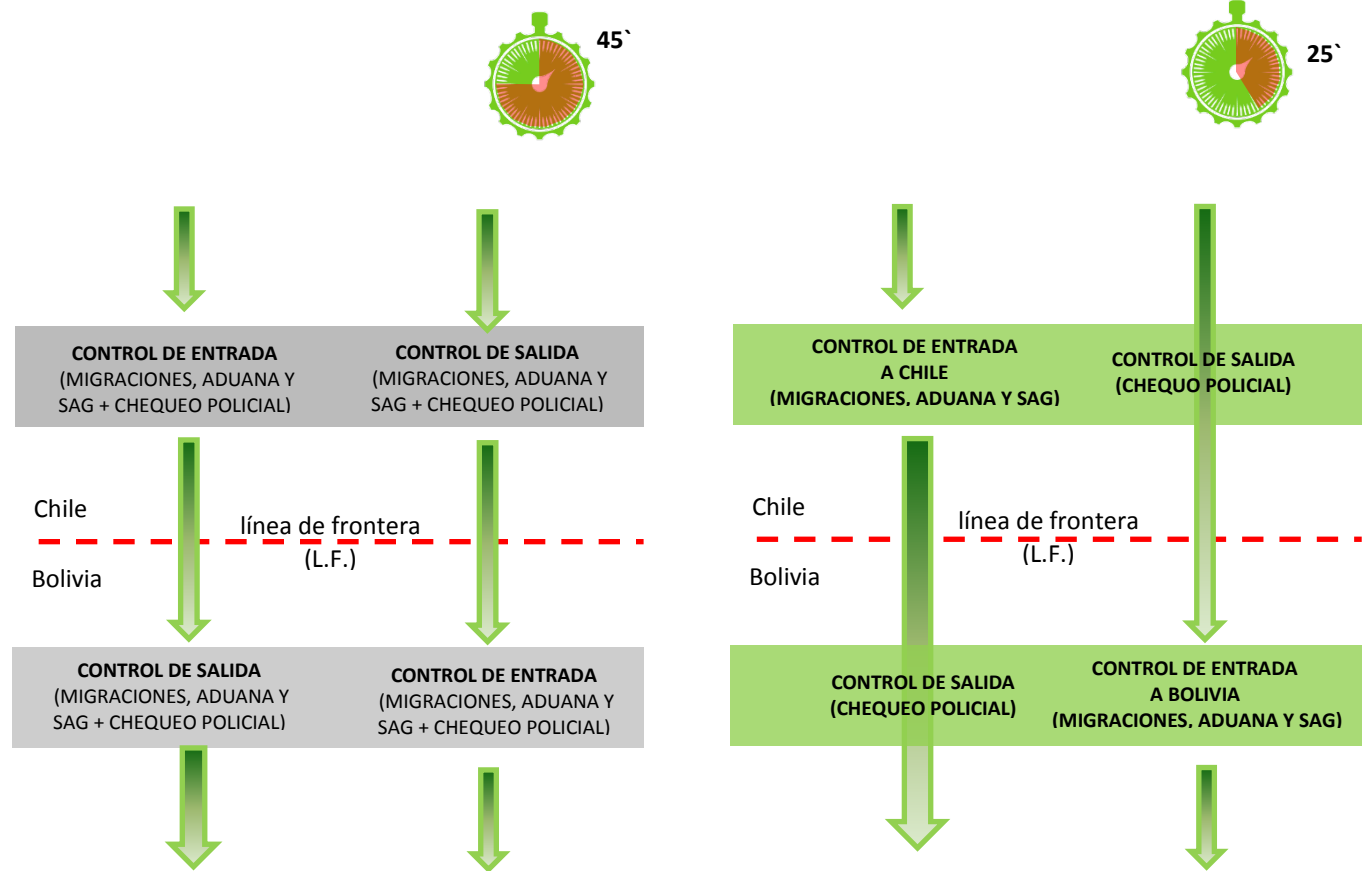 45`
CONTROL DE ENTRADA
(MIGRACIONES, ADUANA Y
SAG + CHEQUEO POLICIAL)
CONTROL DE SALIDA
(MIGRACIONES, ADUANA Y
SAG + CHEQUEO POLICIAL)
Chile
línea de frontera
(L.F.)
Bolivia
CONTROL DE SALIDA
(MIGRACIONES, ADUANA Y
SAG + CHEQUEO POLICIAL)
CONTROL DE ENTRADA
(MIGRACIONES, ADUANA Y
SAG + CHEQUEO POLICIAL)
25`
CONTROL DE ENTRADA
A CHILE
(MIGRACIONES, ADUANA Y SAG)
CONTROL DE SALIDA
(CHEQUO POLICIAL)
Chile
línea de frontera
(L.F.)
Bolivia
CONTROL DE SALIDA
(CHEQUEO POLICIAL)
CONTROL DE ENTRADA
A BOLIVIA
(MIGRACIONES, ADUANA Y SAG)